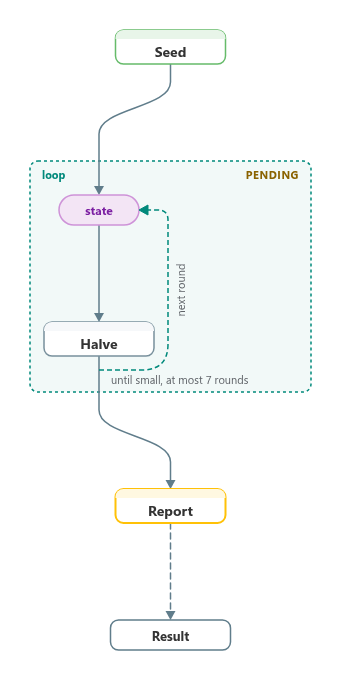 Seed
loop
PENDING
state
next round
Halve
until small, at most 7 rounds
Report
Result